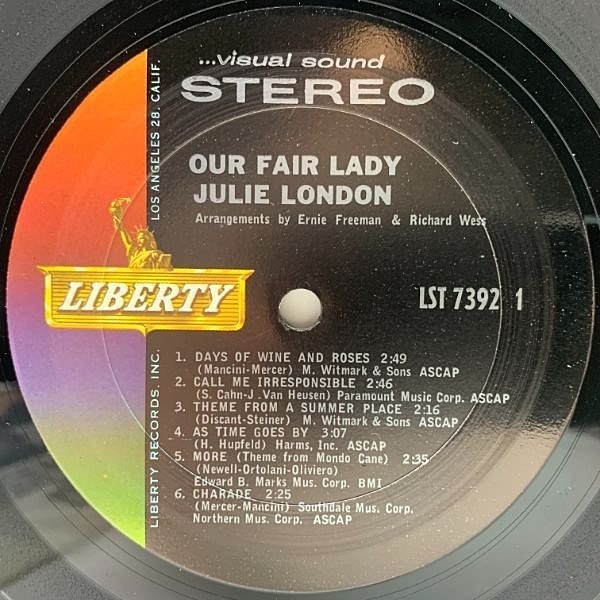 ...visual sound
STEREO
OUR FAIR LADY
JULIE LONDON
Arrangements by Ernie Freeman & Richard Wess
LIBERTY
LST 7392 1
1. DAYS OF WINE AND ROSES 2:49
(Mancini-Mercer) M. Witmark & Sons ASCAP
2. CALL ME IRRESPONSIBLE 2:46
(S. Cahn-J. Van Heusen) Paramount Music Corp. ASCAP
3. THEME FROM A SUMMER PLACE 2:16
(Discant-Steiner) M. Witmark & Sons ASCAP
4. AS TIME GOES BY 3:07
(H. Hupfeld) Harms, Inc. ASCAP
5. MORE (Theme from Mondo Cane) 2:35
(Newell-Ortolani-Oliviero)
Edward B. Marks Mus. Corp. BMI
6. CHARADE 2:25
(Mercer-Mancini) Southdale Mus. Corp.
Northern Mus. Corp. ASCAP
LIBERTY RECORDS, INC.
LOS ANGELES 28, CALIF.